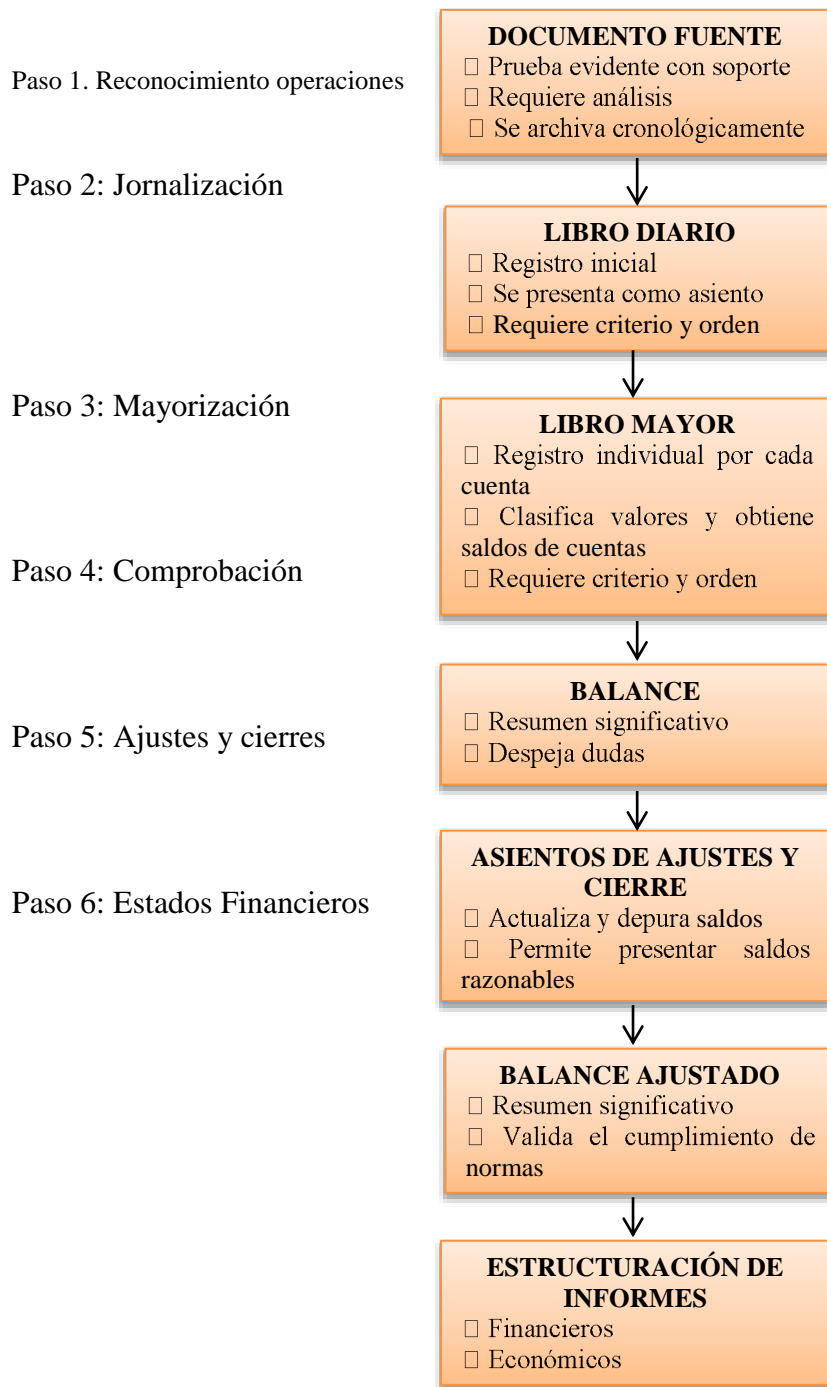 Paso 1. Reconocimiento operaciones
DOCUMENTO FUENTE
□ Prueba evidente con soporte
□ Requiere análisis
□ Se archiva cronológicamente
Paso 2: Jornalización
LIBRO DIARIO
□ Registro inicial
□ Se presenta como asiento
□ Requiere criterio y orden
Paso 3: Mayorización
LIBRO MAYOR
□ Registro individual por cada
cuenta
□ Clasifica valores y obtiene
saldos de cuentas
□ Requiere criterio y orden
Paso 4: Comprobación
BALANCE
□ Resumen significativo
□ Despeja dudas
Paso 5: Ajustes y cierres
ASIENTOS DE AJUSTES Y
CIERRE
□ Actualiza y depura saldos
□ Permite presentar saldos
razonables
Paso 6: Estados Financieros
BALANCE AJUSTADO
□ Resumen significativo
□ Valida el cumplimiento de
normas
ESTRUCTURACIÓN DE
INFORMES
□ Financieros
□ Económicos